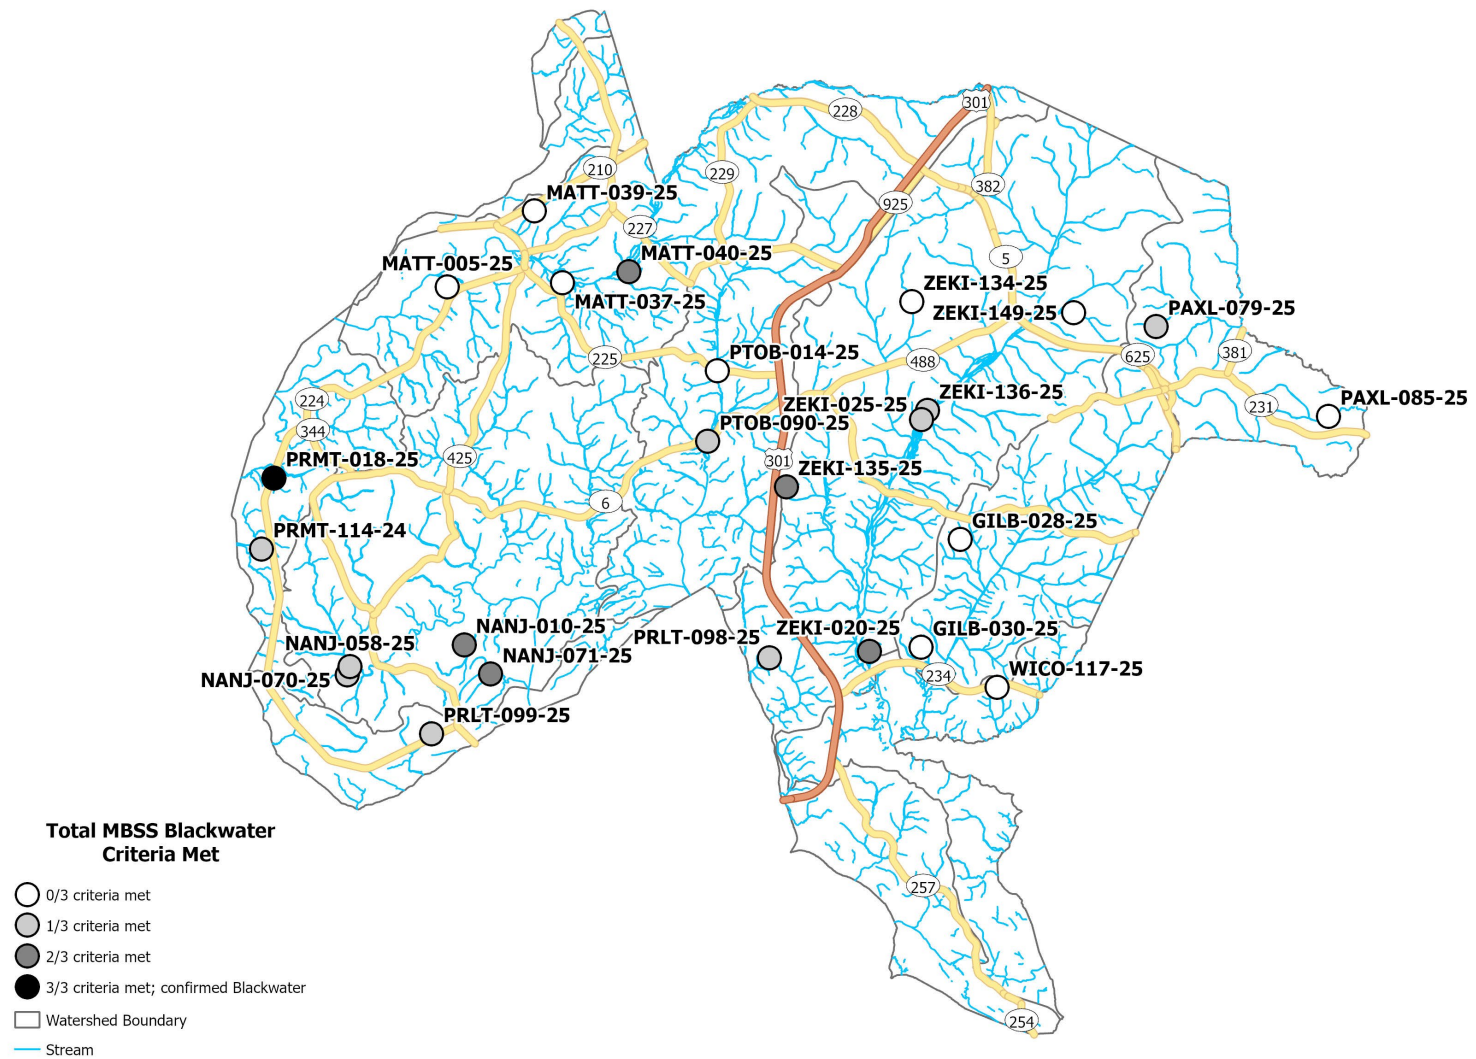 301
228
210
229
382
925
MATT-039-25
227
MATT-040-25
5
MATT-005-25
ZEKI-134-25
MATT-037-25
ZEKI-149-25
PAXL-079-25
PTOB-014-25
225
488
625
381
224
ZEKI-136-25
ZEKI-025-25
PAXL-085-25
231
344
PTOB-090-25
PRMT-018-25
425
301
ZEKI-135-25
6
GILB-028-25
PRMT-114-24
NANJ-010-25
ZEKI-020-25
GILB-030-25
PRLT-098-25
NANJ-058-25
NANJ-071-25
WICO-117-25
234
NANJ-070-25
PRLT-099-25
257
254
Total MBSS Blackwater
Criteria Met
0/3 criteria met
1/3 criteria met
2/3 criteria met
3/3 criteria met; confirmed Blackwater
Watershed Boundary
Stream